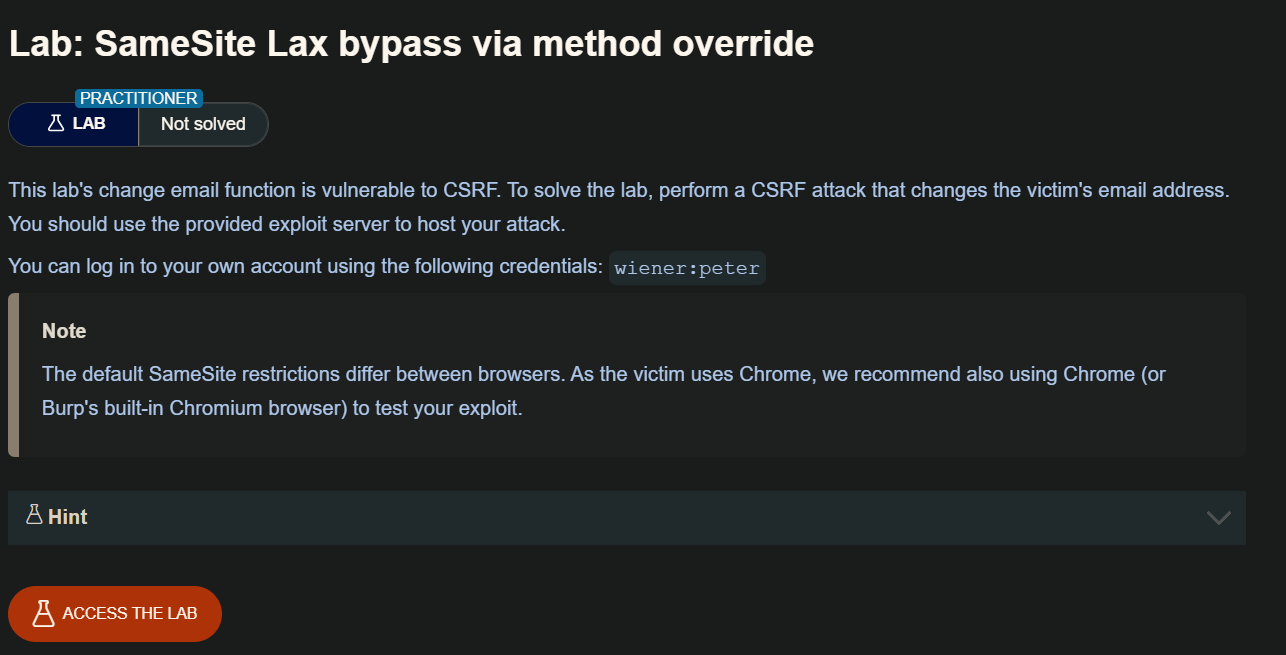 Lab: SameSite Lax bypass via method override
PRACTITIONER
LAB
Not solved
This lab's change email function is vulnerable to CSRF. To solve the lab, perform a CSRF attack that changes the victim's email address.
You should use the provided exploit server to host your attack.
You can log in to your own account using the following credentials: wiener:peter
Note
The default SameSite restrictions differ between browsers. As the victim uses Chrome, we recommend also using Chrome (or
Burp's built-in Chromium browser) to test your exploit.
Hint
ACCESS THE LAB